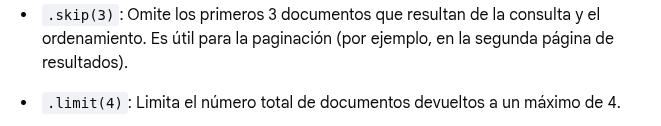 • .skip(3): Omite los primeros 3 documentos que resultan de la consulta y el
ordenamiento. Es útil para la paginación (por ejemplo, en la segunda página de
resultados).
• .limit(4): Limita el número total de documentos devueltos a un máximo de 4.